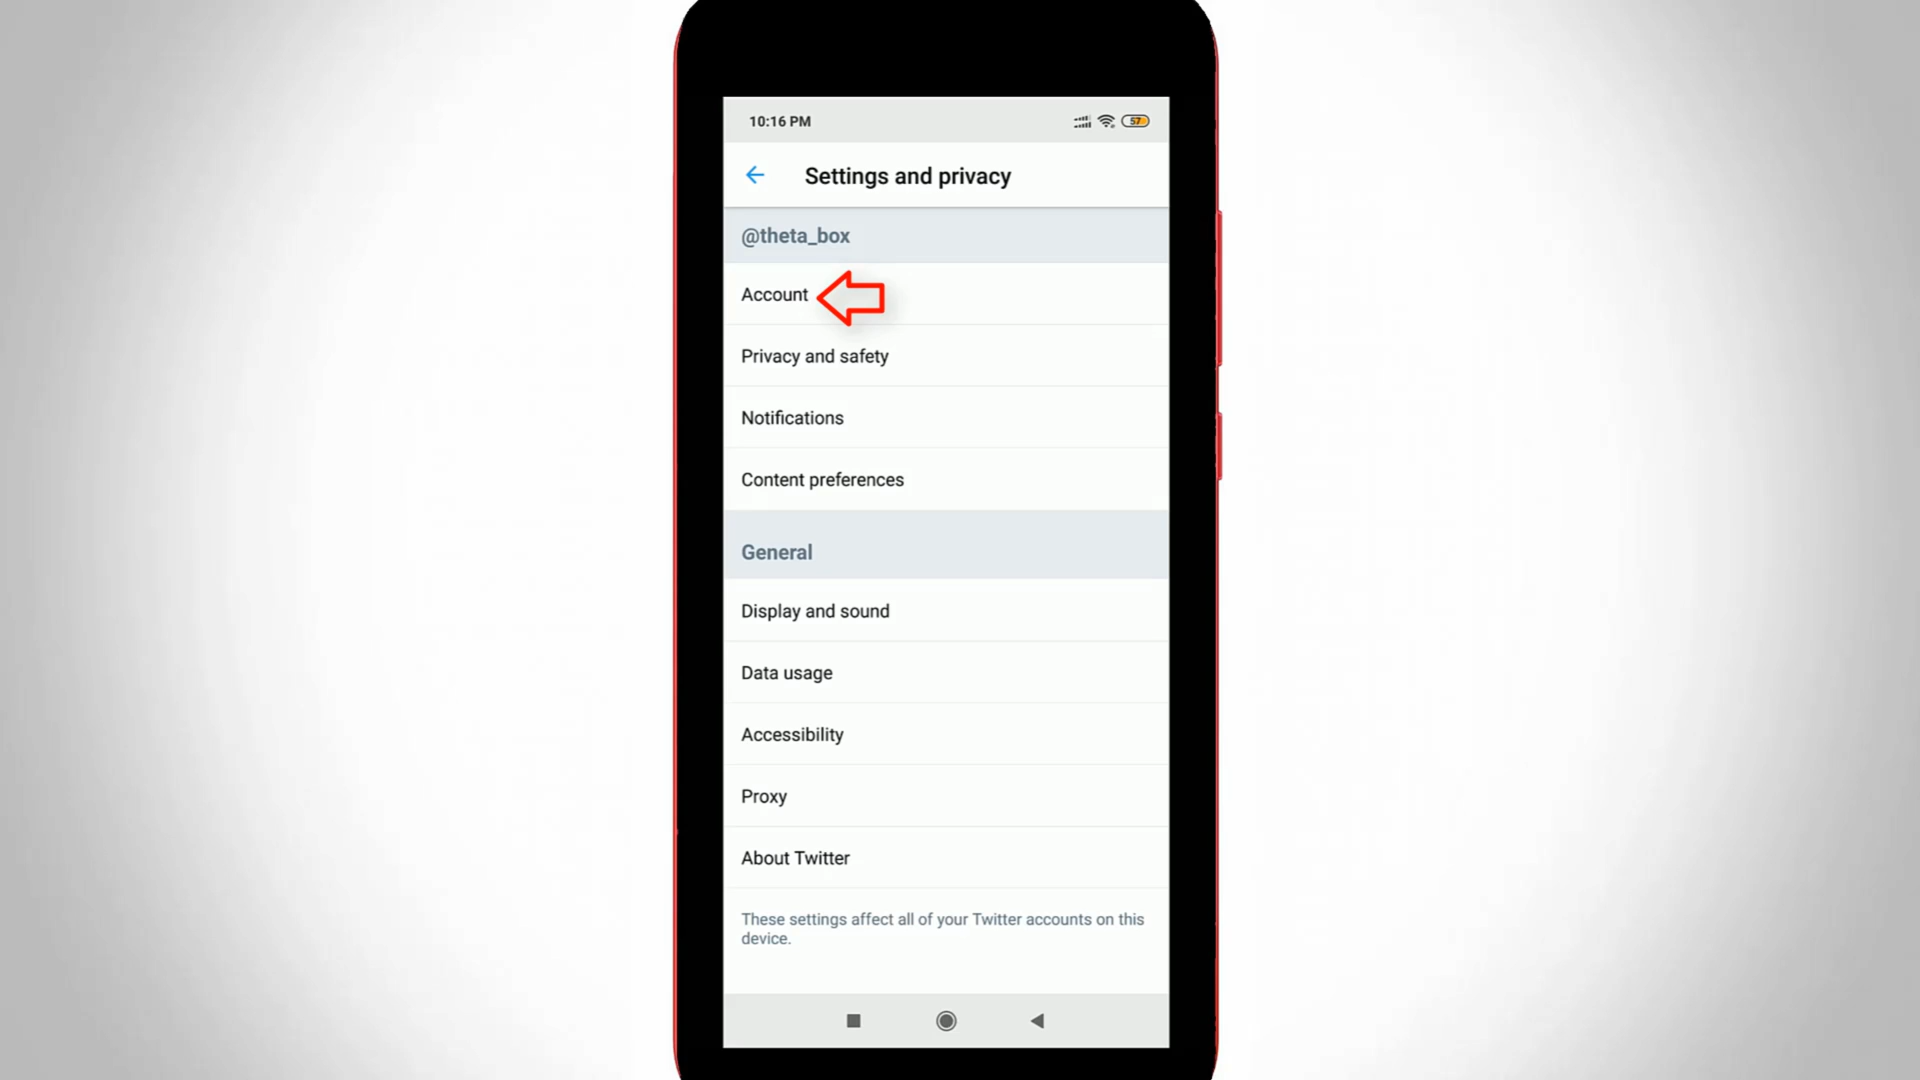 10:16 PM
57
Settings and privacy
@theta_box
Account
Privacy and safety
Notifications
Content preferences
General
Display and sound
Data usage
Accessibility
Proxy
About Twitter
These settings affect all of your Twitter accounts on this
device.